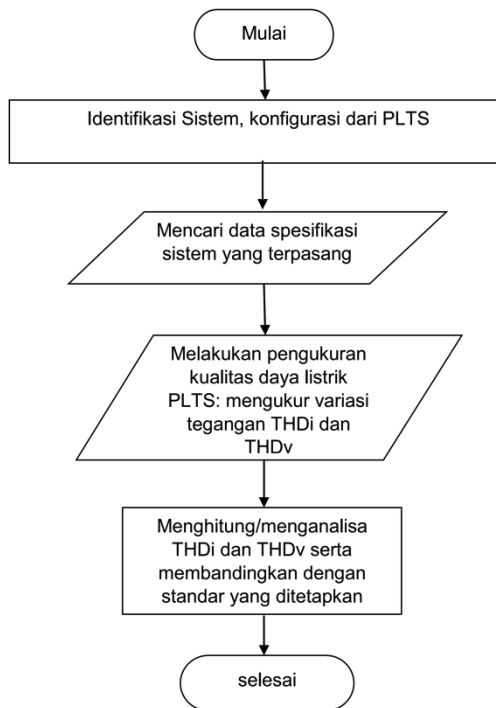 Mulai
Identifikasi Sistem, konfigurasi dari PLTS
Mencari data spesifikasi
sistem yang terpasang
Melakukan pengukuran
kualitas daya listrik
PLTS: mengukur variasi
tegangan THDi dan
THDv
Menghitung/menganalisa
THDi dan THDv serta
membandingkan dengan
standar yang ditetapkan
selesai